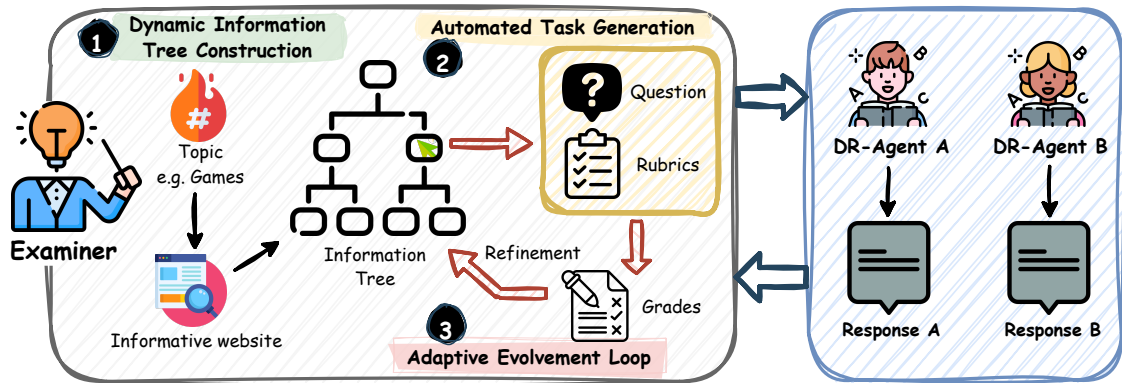 1
Dynamic Information
Tree Construction
#
Topic
e.g. Games
Informative website
Examiner
Information
Tree
2
Automated Task Generation
?
Question
Rubrics
Refinement
Grades
3
Adaptive Evolvement Loop
A B C
DR-Agent A
Response A
A B C
DR-Agent B
Response B